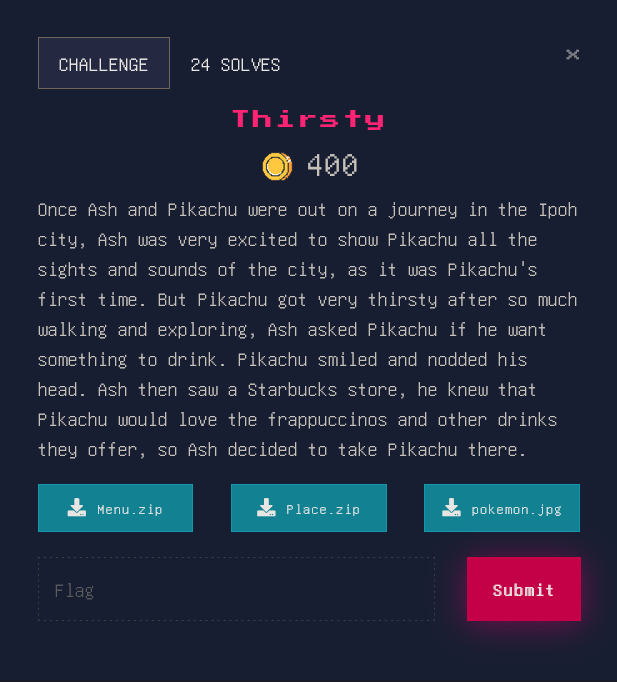 CHALLENGE
24 SOLVES
×
Thirsty
400
Once Ash and Pikachu were out on a journey in the Ipoh
city, Ash was very excited to show Pikachu all the
sights and sounds of the city, as it was Pikachu's
first time. But Pikachu got very thirsty after so much
walking and exploring, Ash asked Pikachu if he want
something to drink. Pikachu smiled and nodded his
head. Ash then saw a Starbucks store, he knew that
Pikachu would love the frappuccinos and other drinks
they offer, so Ash decided to take Pikachu there.
Menu.zip
Place.zip
pokemon.jpg
Flag
Submit